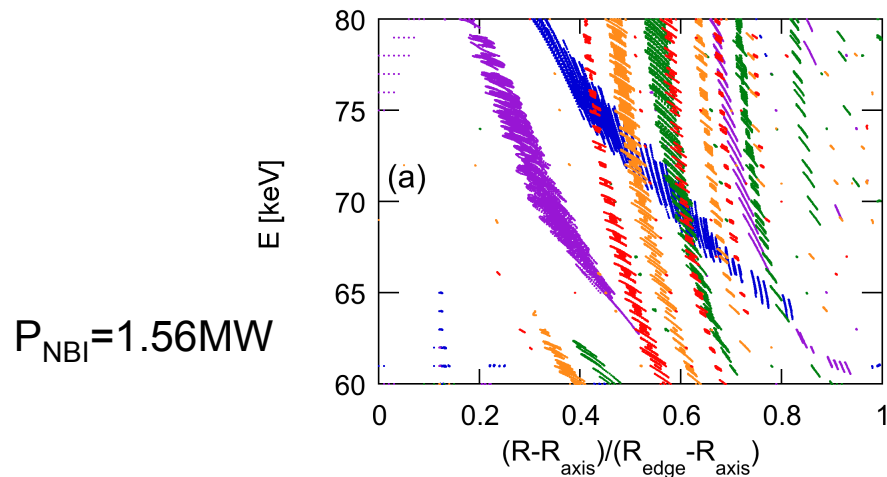 80
75
(a)
E [keV]
70
65
P_NBI=1.56MW
60
0 0.2 0.4 0.6 0.8 1
(R-R_axis)/(R_edge-R_axis)